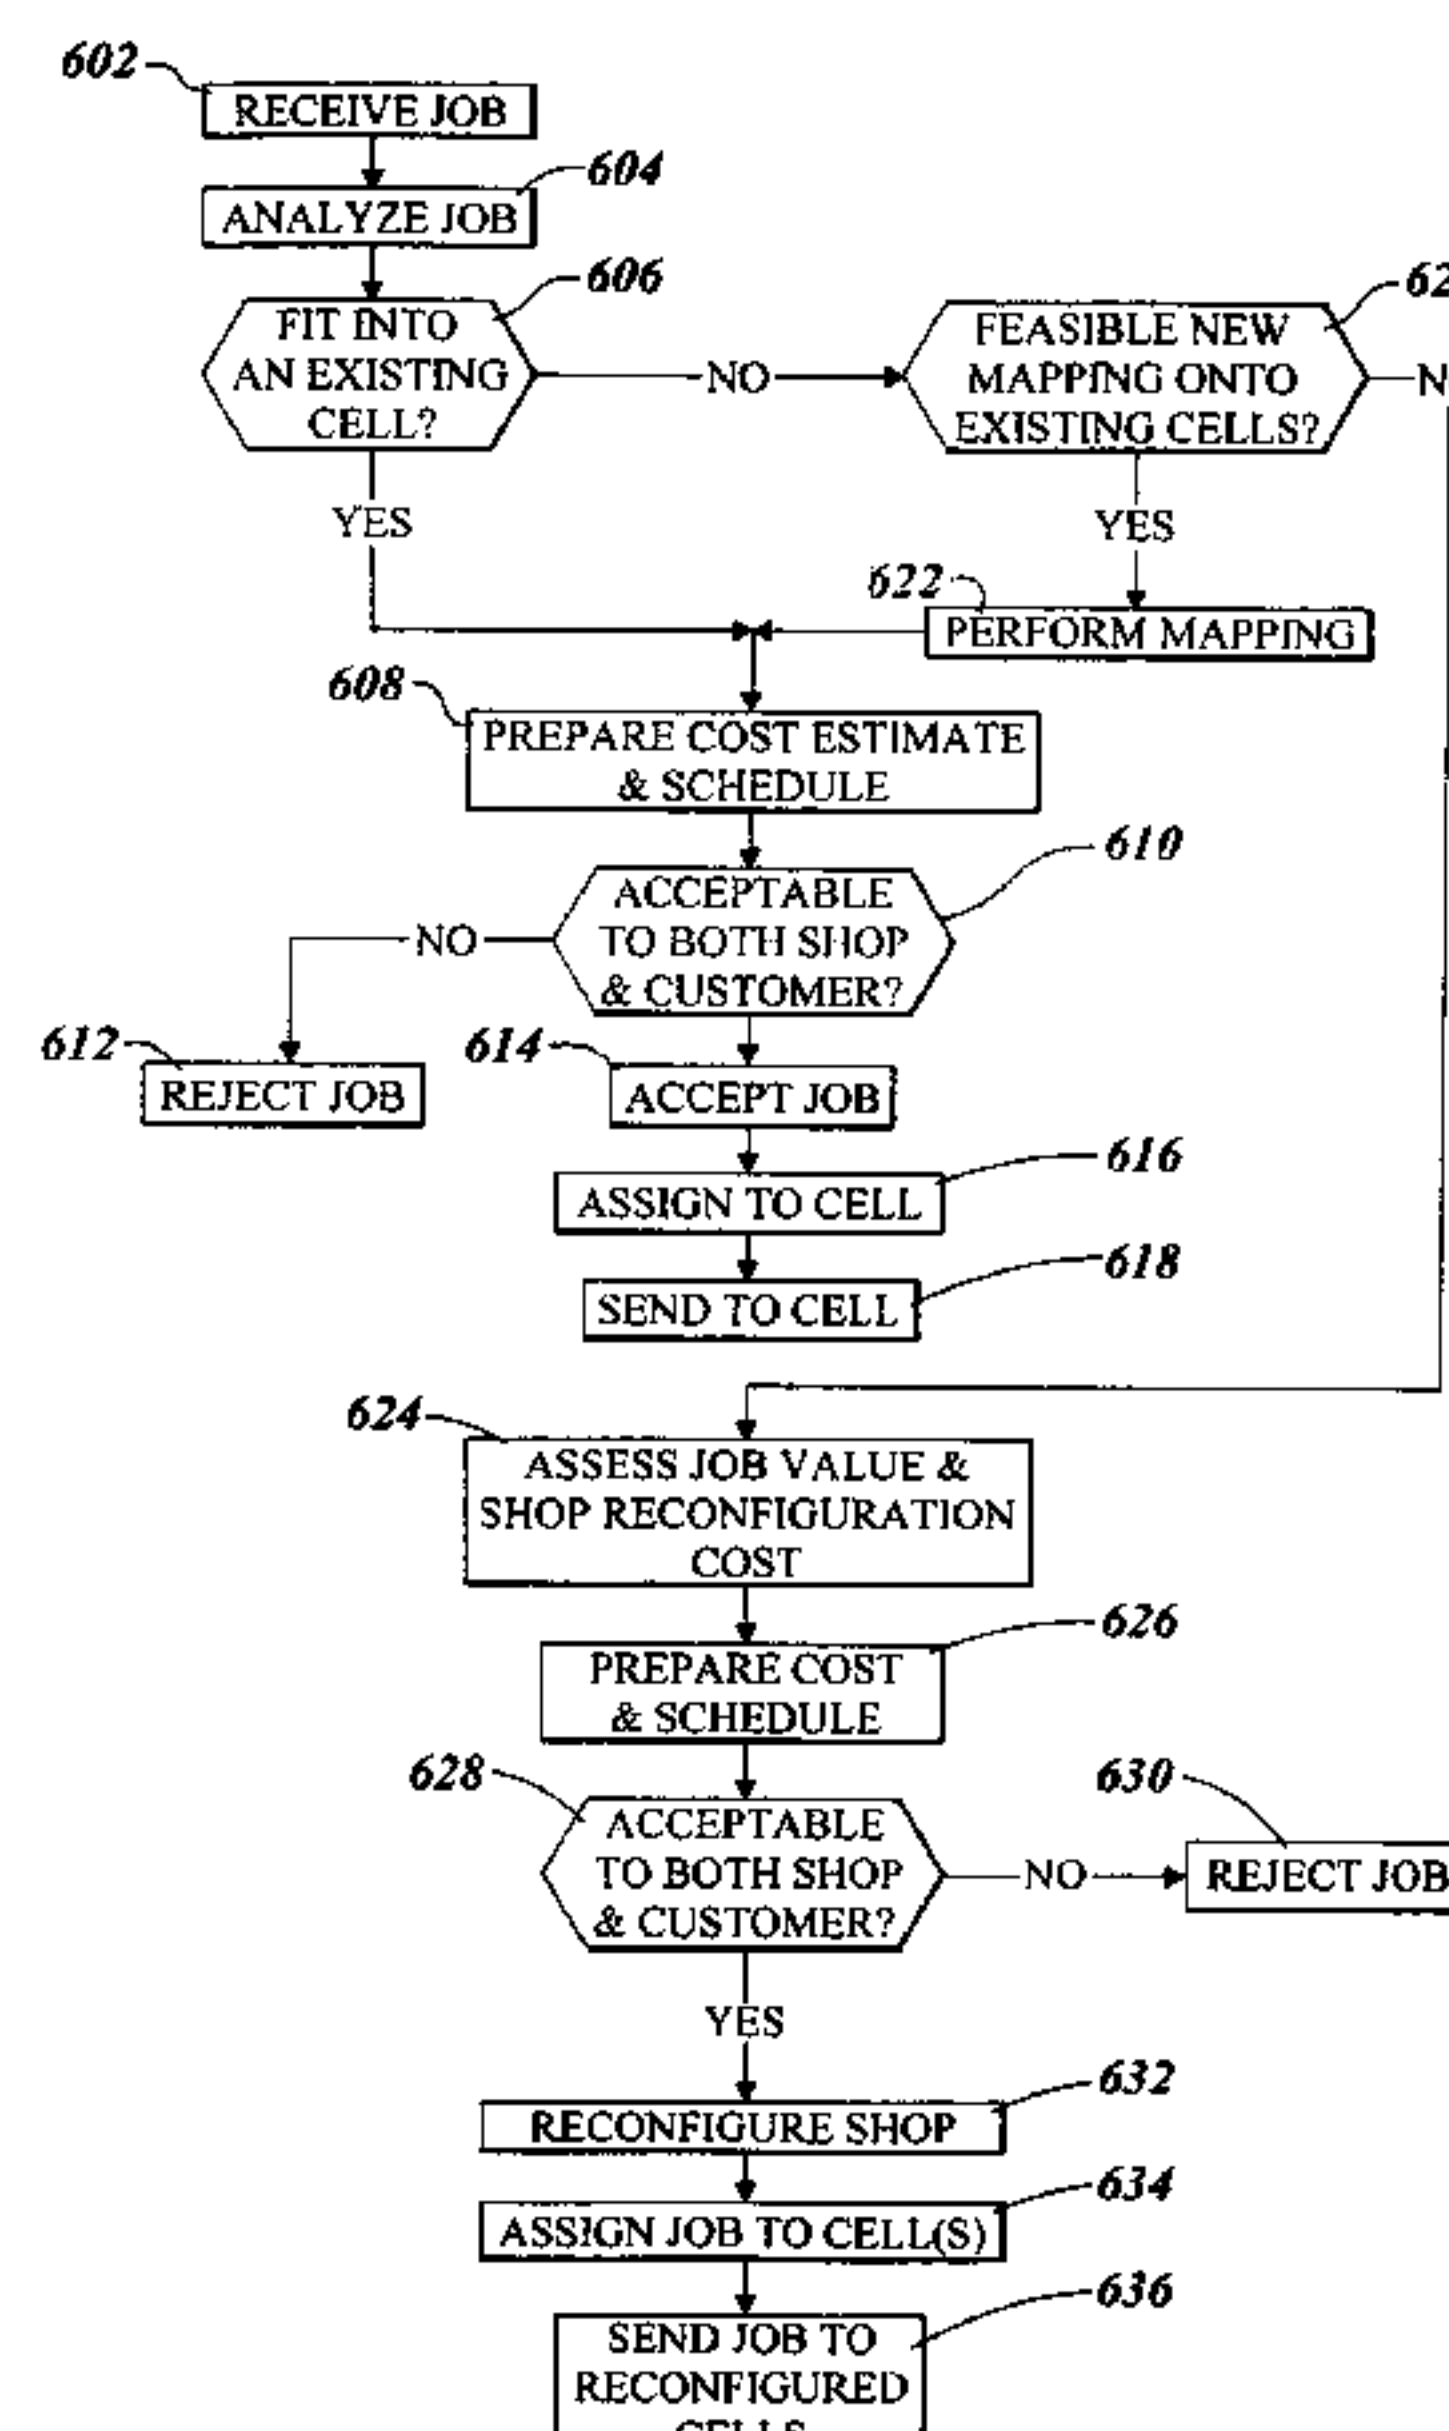 602
RECEIVE JOB
604
ANALYZE JOB
606
FIT INTO
AN EXISTING
CELL?
NO
FEASIBLE NEW
MAPPING ONTO
EXISTING CELLS?
YES
YES
622
PERFORM MAPPING
608
PREPARE COST ESTIMATE
& SCHEDULE
610
ACCEPTABLE
TO BOTH SHOP
& CUSTOMER?
NO
612
REJECT JOB
614
ACCEPT JOB
616
ASSIGN TO CELL
618
SEND TO CELL
624
ASSESS JOB VALUE &
SHOP RECONFIGURATION
COST
626
PREPARE COST
& SCHEDULE
628
ACCEPTABLE
TO BOTH SHOP
& CUSTOMER?
NO
630
REJECT JOB
YES
632
RECONFIGURE SHOP
634
ASSIGN JOB TO CELL(S)
636
SEND JOB TO
RECONFIGURED